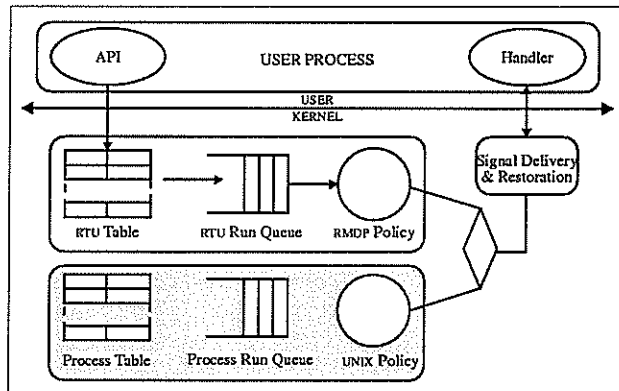 API
USER PROCESS
Handler
USER
KERNEL
Signal Delivery
& Restoration
RTU Table
RTU Run Queue
RMDP Policy
Process Table
Process Run Queue
UNIX Policy